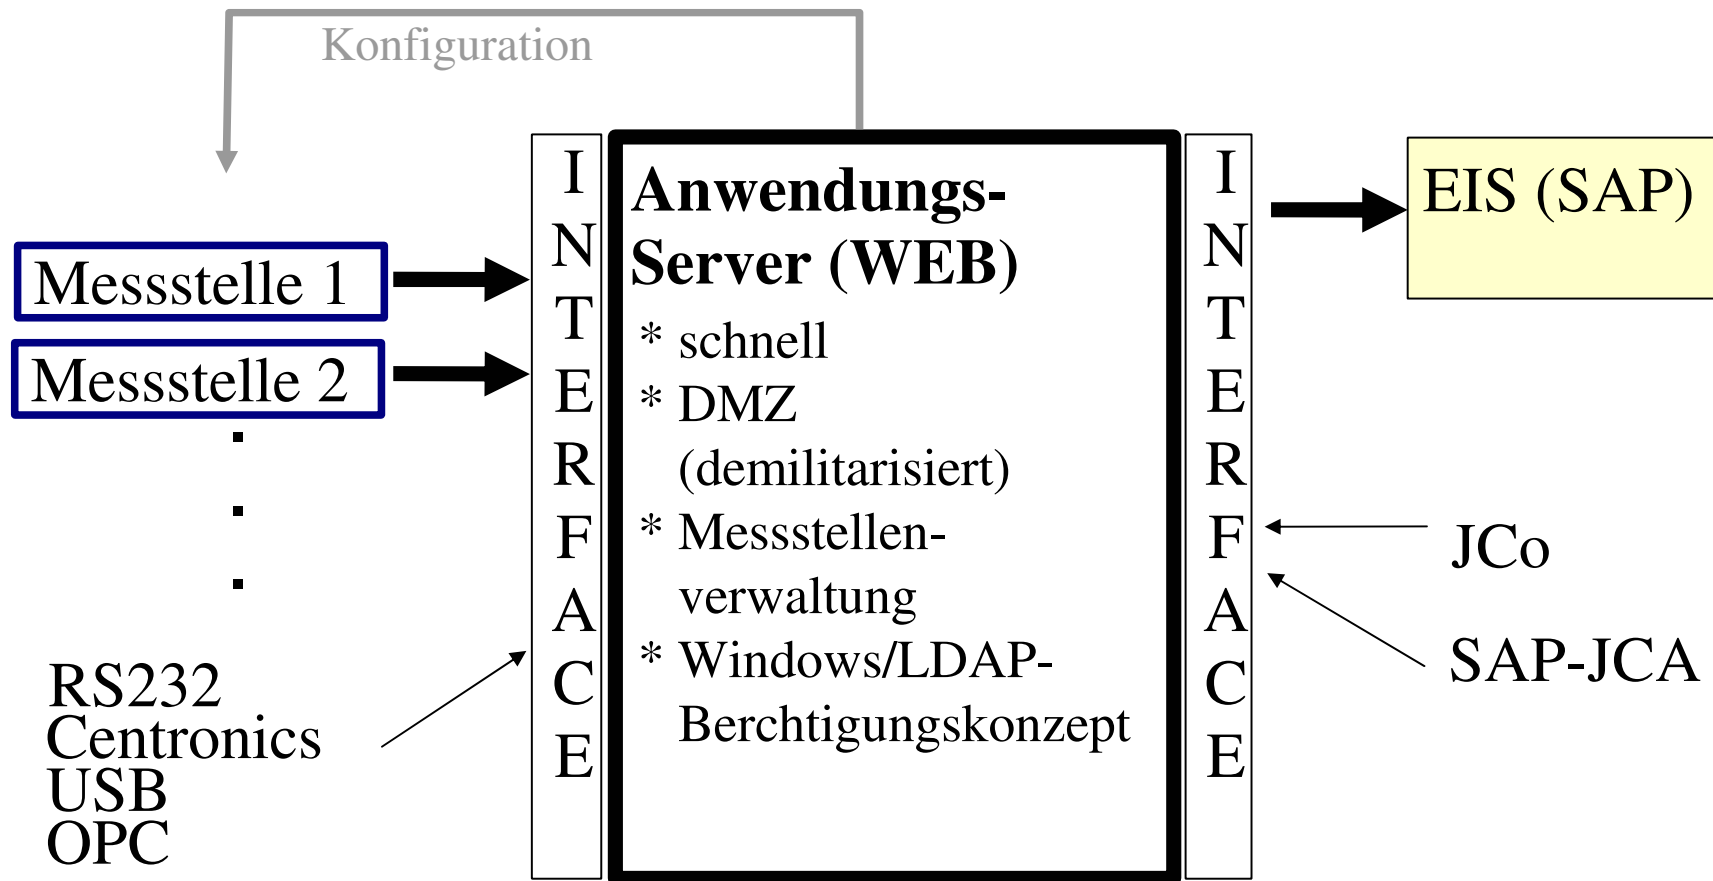 Konfiguration
Messstelle 1
Messstelle 2
RS232
Centronics
USB
OPC
INTERFACE
Anwendungs-
Server (WEB)
* schnell
* DMZ
(demilitarisiert)
* Messstellen-
verwaltung
* Windows/LDAP-
Berchtigungskonzept
INTERFACE
EIS (SAP)
JCo
SAP-JCA